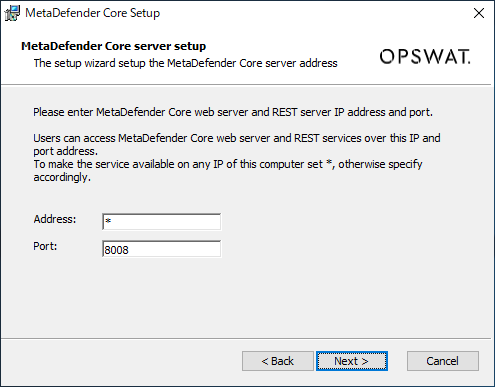 MetaDefender Core Setup
MetaDefender Core server setup
The setup wizard setup the MetaDefender Core server address
OPSWAT.
Please enter MetaDefender Core web server and REST server IP address and port.
Users can access MetaDefender Core web server and REST services over this IP and
port address.
To make the service available on any IP of this computer set *, otherwise specify
accordingly.
Address: *
Port: 8008
< Back Next > Cancel